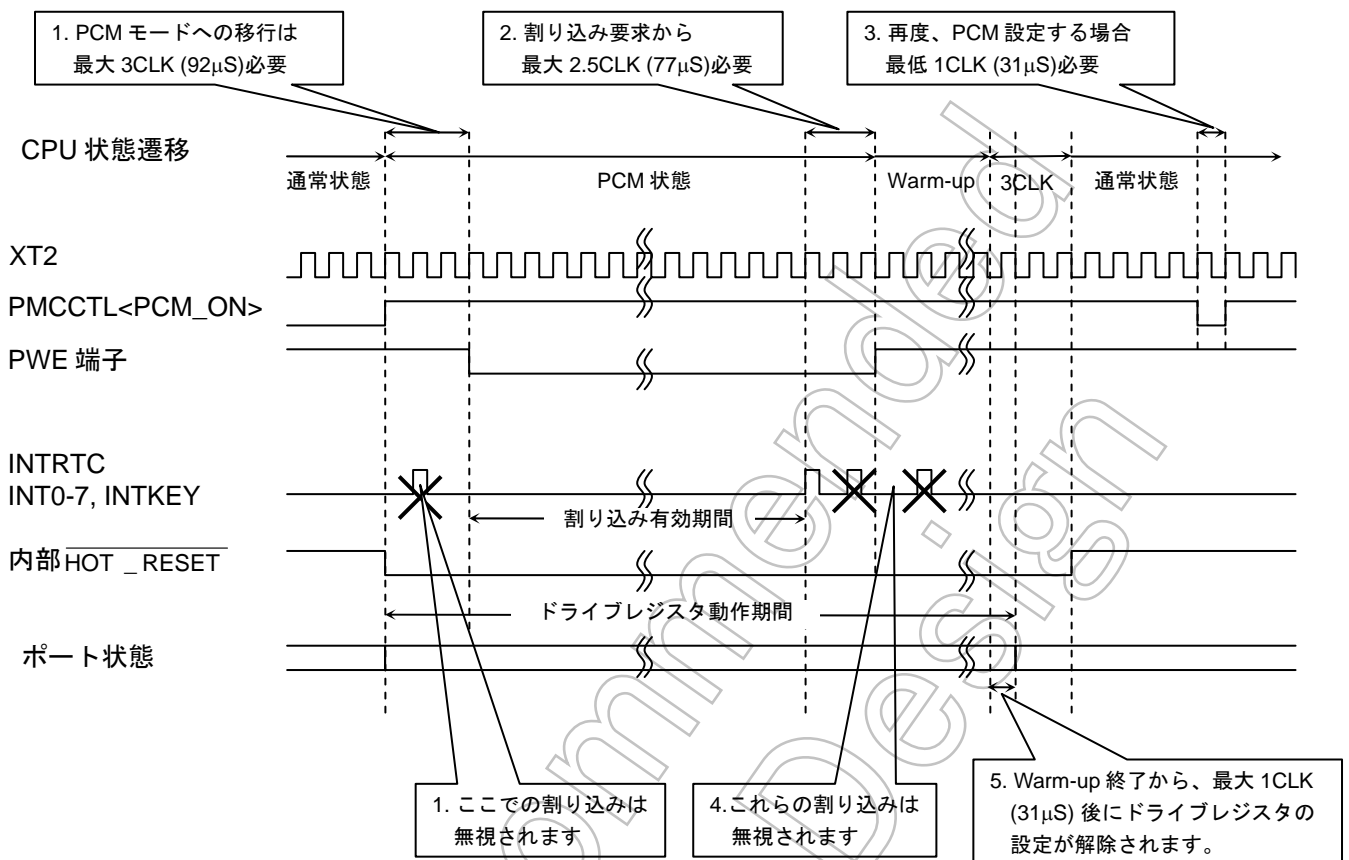 1. PCM モードへの移行は
最大 3CLK (92μS)必要
2. 割り込み要求から
最大 2.5CLK (77μS)必要
3. 再度、PCM 設定する場合
最低 1CLK (31μS)必要
CPU 状態遷移
通常状態
PCM 状態
Warm-up
3CLK
通常状態
XT2
PMCCTL<PCM_ON>
PWE 端子
INTRTC
INT0-7, INTKEY
割り込み有効期間
内部 HOT _ RESET
ドライブレジスタ動作期間
ポート状態
1. ここでの割り込みは
無視されます
4.これらの割り込みは
無視されます
5. Warm-up 終了から、最大 1CLK
(31μS) 後にドライブレジスタの
設定が解除されます。
ommended
Design